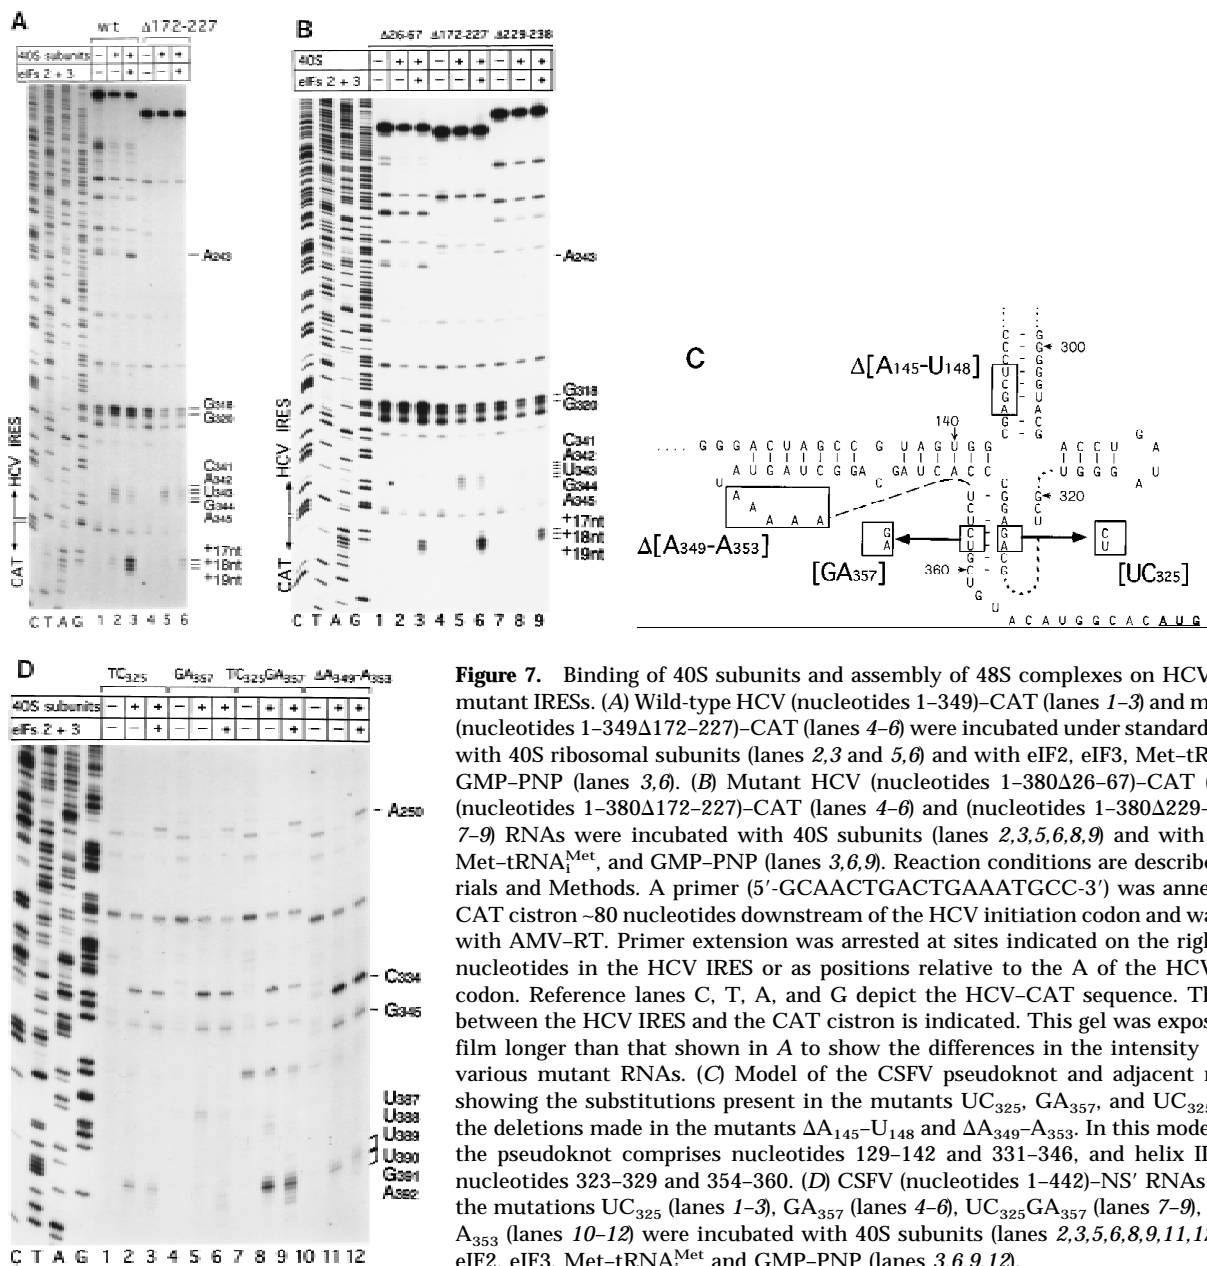 A
wt Δ172-227
40S subunits – + + – + +
eIFs 2 + 3 – – + – – +
A243
G318
G320
C341
A342
U343
G344
A345
+17nt
+18nt
+19nt
HCV IRES
CAT
C T A G 1 2 3 4 5 6
B
Δ26-67 Δ172-227 Δ229-238
40S – + + – + + – + +
eIFs 2 + 3 – – + – – + – – +
A243
G318
G320
C341
A342
U343
G344
A345
+17nt
+18nt
+19nt
HCV IRES
CAT
C T A G 1 2 3 4 5 6 7 8 9
C
Δ[A145-U148]
300
140
G G G A C U A G C C G U A G U G G
320
Δ[A349-A353]
[GA357]
[UC325]
360
A C A U G G C A C A U G
D
TC325 GA357 TC325GA357 ΔA349-A353
40S subunits – + + – + + – + + – + +
eIFs 2 + 3 – – + – – + – – + – – +
A250
C334
G345
U387
U388
U389
U390
G391
A392
C T A G 1 2 3 4 5 6 7 8 9 10 11 12
Figure 7. Binding of 40S subunits and assembly of 48S complexes on HCV
mutant IRESs. (A) Wild-type HCV (nucleotides 1–349)–CAT (lanes 1–3) and m
(nucleotides 1–349Δ172–227)–CAT (lanes 4–6) were incubated under standard
with 40S ribosomal subunits (lanes 2,3 and 5,6) and with eIF2, eIF3, Met–tR
GMP–PNP (lanes 3,6). (B) Mutant HCV (nucleotides 1–380Δ26–67)–CAT (
(nucleotides 1–380Δ172–227)–CAT (lanes 4–6) and (nucleotides 1–380Δ229–
7–9) RNAs were incubated with 40S subunits (lanes 2,3,5,6,8,9) and with
Met–tRNAiMet, and GMP–PNP (lanes 3,6,9). Reaction conditions are describe
rials and Methods. A primer (5′-GCAACTGACTGAAATGCC-3′) was anne
CAT cistron ~80 nucleotides downstream of the HCV initiation codon and wa
with AMV–RT. Primer extension was arrested at sites indicated on the righ
nucleotides in the HCV IRES or as positions relative to the A of the HCV
codon. Reference lanes C, T, A, and G depict the HCV–CAT sequence. Th
between the HCV IRES and the CAT cistron is indicated. This gel was expos
film longer than that shown in A to show the differences in the intensity
various mutant RNAs. (C) Model of the CSFV pseudoknot and adjacent r
showing the substitutions present in the mutants UC325, GA357, and UC325
the deletions made in the mutants ΔA145–U148 and ΔA349–A353. In this mode
the pseudoknot comprises nucleotides 129–142 and 331–346, and helix II
nucleotides 323–329 and 354–360. (D) CSFV (nucleotides 1–442)–NS′ RNAs
the mutations UC325 (lanes 1–3), GA357 (lanes 4–6), UC325GA357 (lanes 7–9),
A353 (lanes 10–12) were incubated with 40S subunits (lanes 2,3,5,6,8,9,11,12
eIF2, eIF3, Met–tRNAiMet and GMP–PNP (lanes 3,6,9,12).